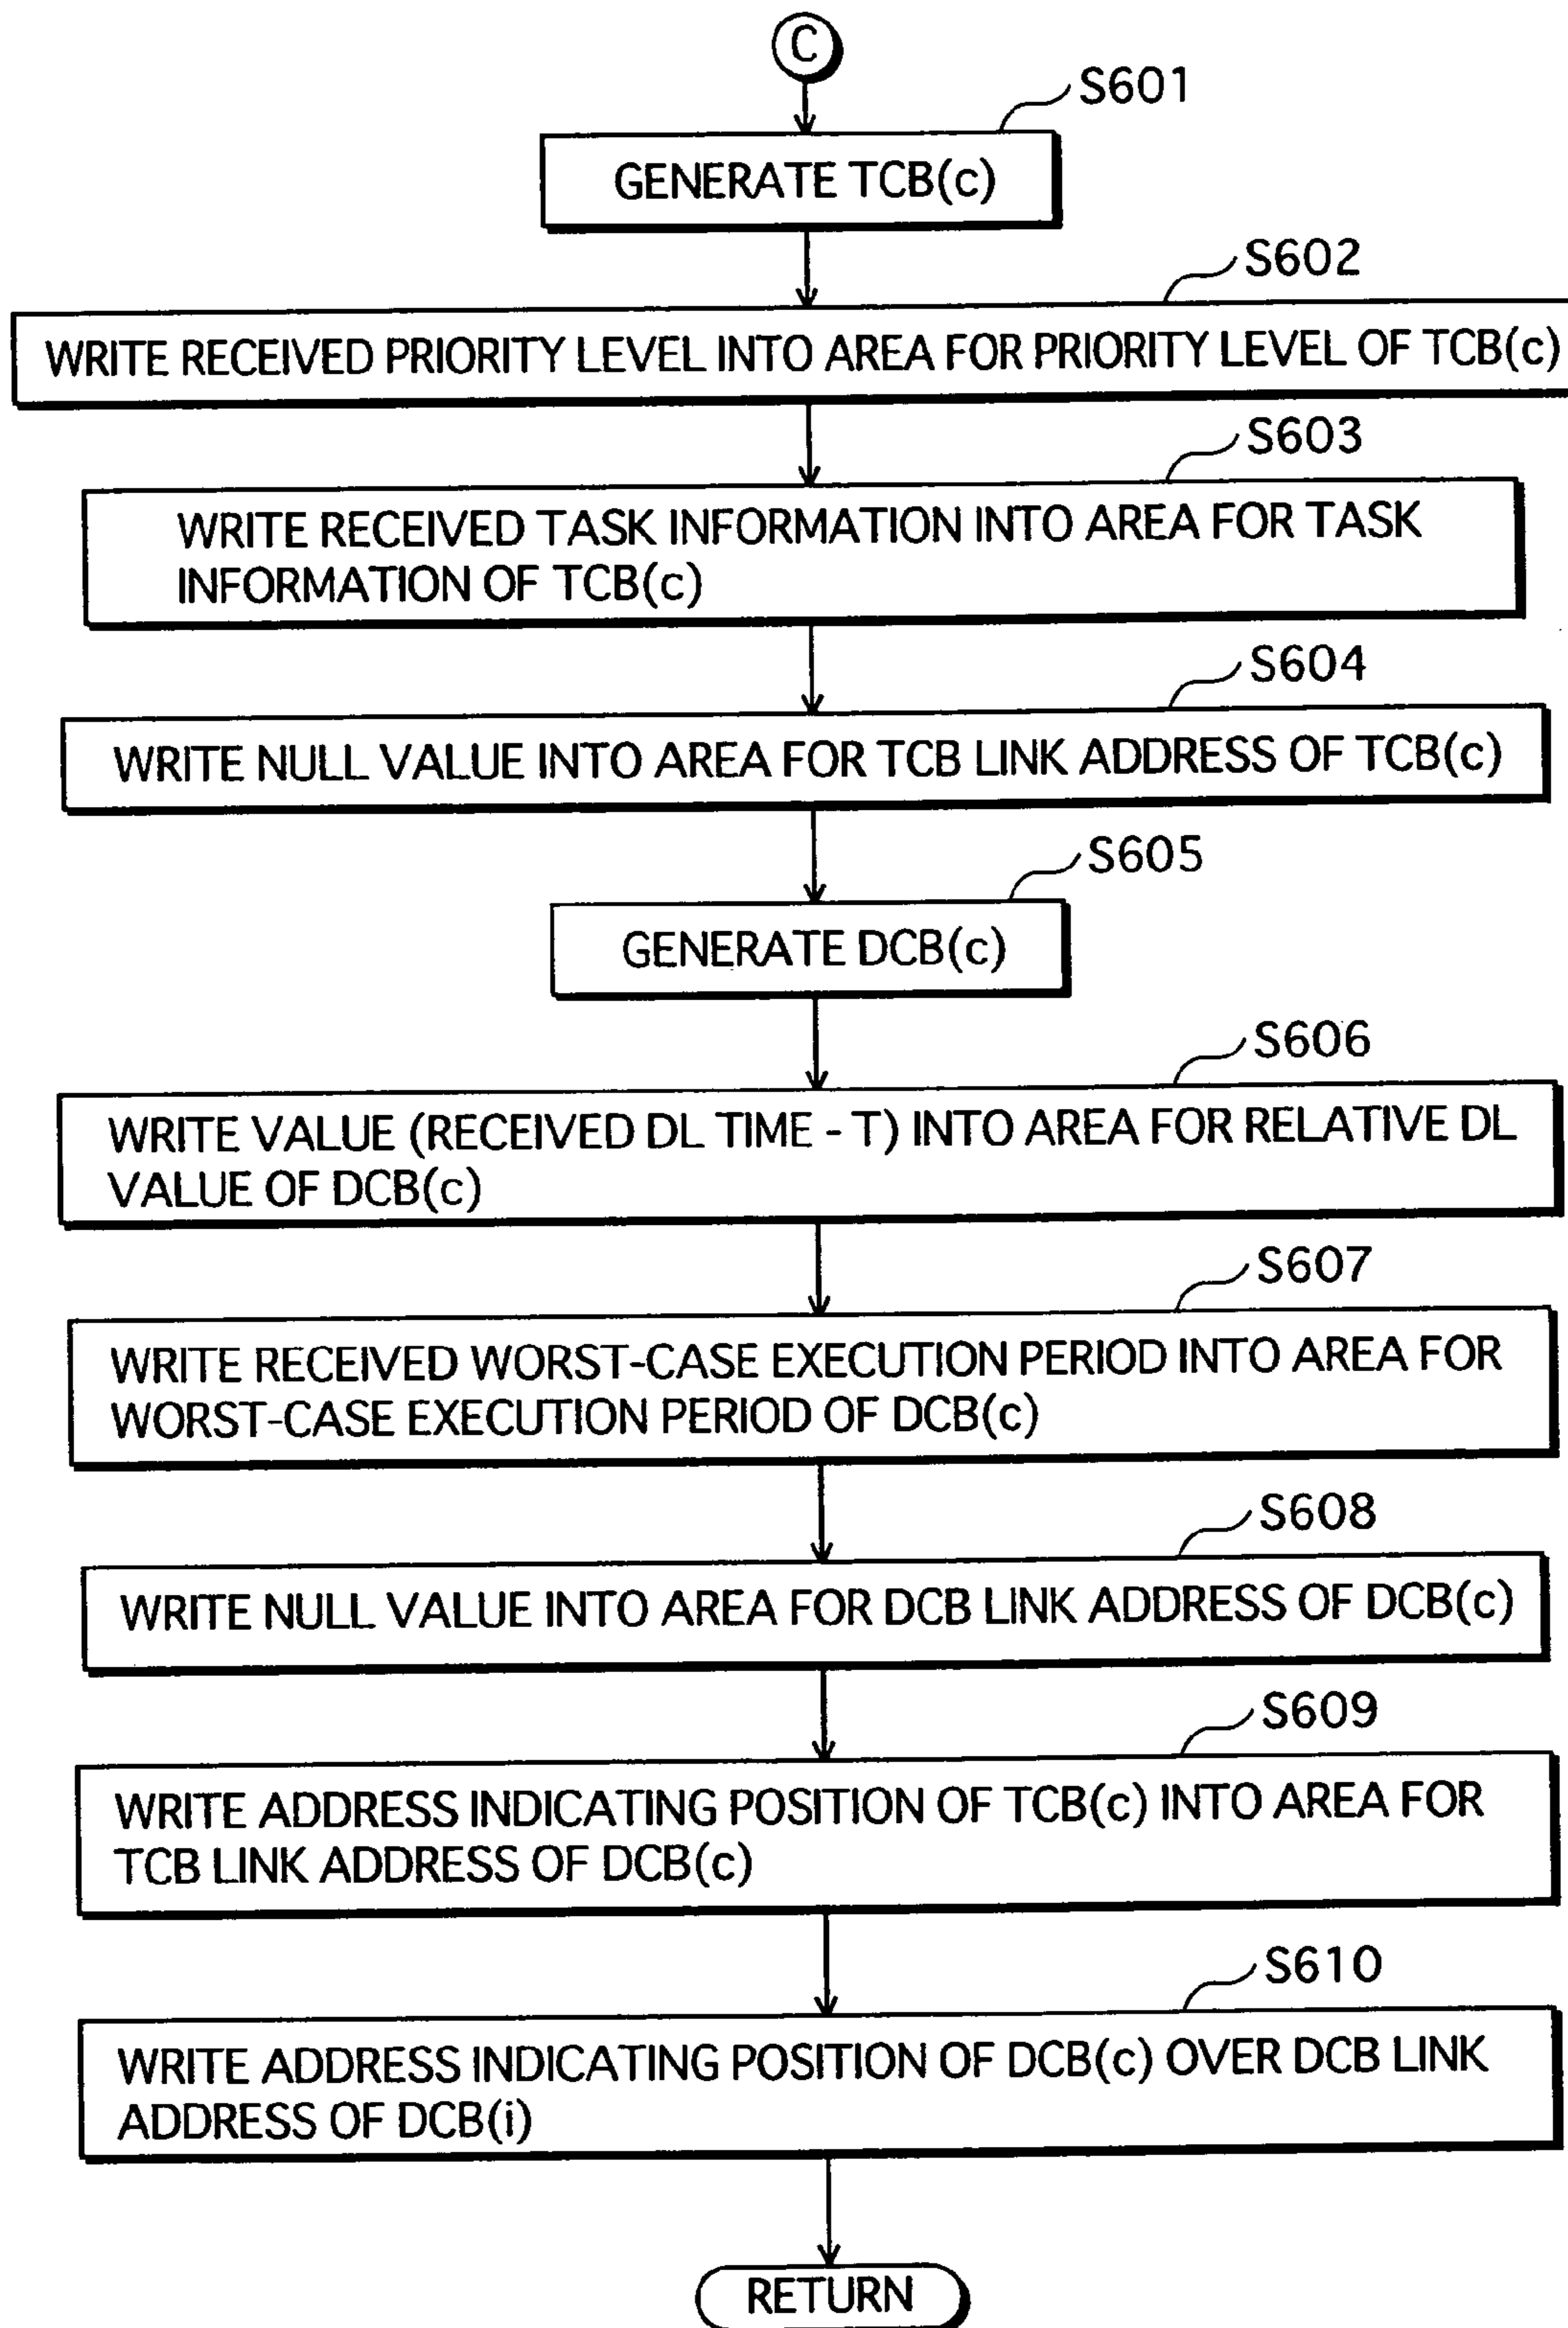 C
S601
GENERATE TCB(c)
S602
WRITE RECEIVED PRIORITY LEVEL INTO AREA FOR PRIORITY LEVEL OF TCB(c)
S603
WRITE RECEIVED TASK INFORMATION INTO AREA FOR TASK
INFORMATION OF TCB(c)
S604
WRITE NULL VALUE INTO AREA FOR TCB LINK ADDRESS OF TCB(c)
S605
GENERATE DCB(c)
S606
WRITE VALUE (RECEIVED DL TIME - T) INTO AREA FOR RELATIVE DL
VALUE OF DCB(c)
S607
WRITE RECEIVED WORST-CASE EXECUTION PERIOD INTO AREA FOR
WORST-CASE EXECUTION PERIOD OF DCB(c)
S608
WRITE NULL VALUE INTO AREA FOR DCB LINK ADDRESS OF DCB(c)
S609
WRITE ADDRESS INDICATING POSITION OF TCB(c) INTO AREA FOR
TCB LINK ADDRESS OF DCB(c)
S610
WRITE ADDRESS INDICATING POSITION OF DCB(c) OVER DCB LINK
ADDRESS OF DCB(i)
RETURN